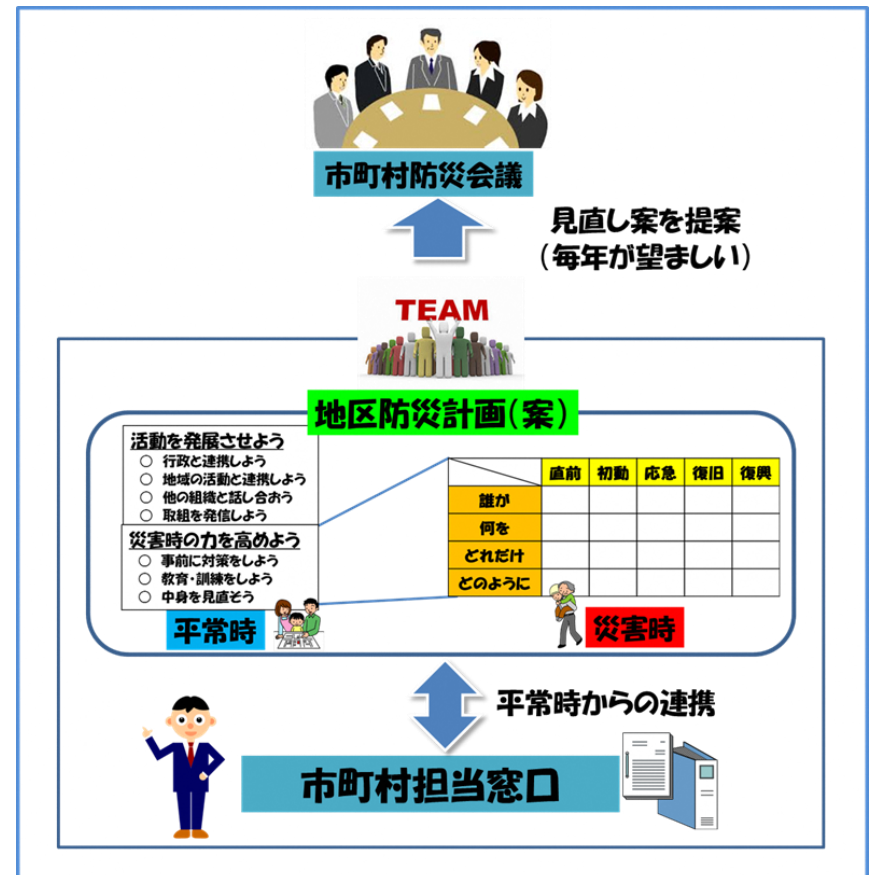 市町村防災会議
見直し案を提案
(毎年が望ましい)
TEAM
地区防災計画(案)
活動を発展させよう
○ 行政と連携しよう
○ 地域の活動と連携しよう
○ 他の組織と話し合おう
○ 取組を発信しよう
災害時の力を高めよう
○ 事前に対策をしよう
○ 教育・訓練をしよう
○ 中身を見直そう
平常時
直前 初動 応急 復旧 復興
誰が
何を
どれだけ
どのように
災害時
平常時からの連携
市町村担当窓口